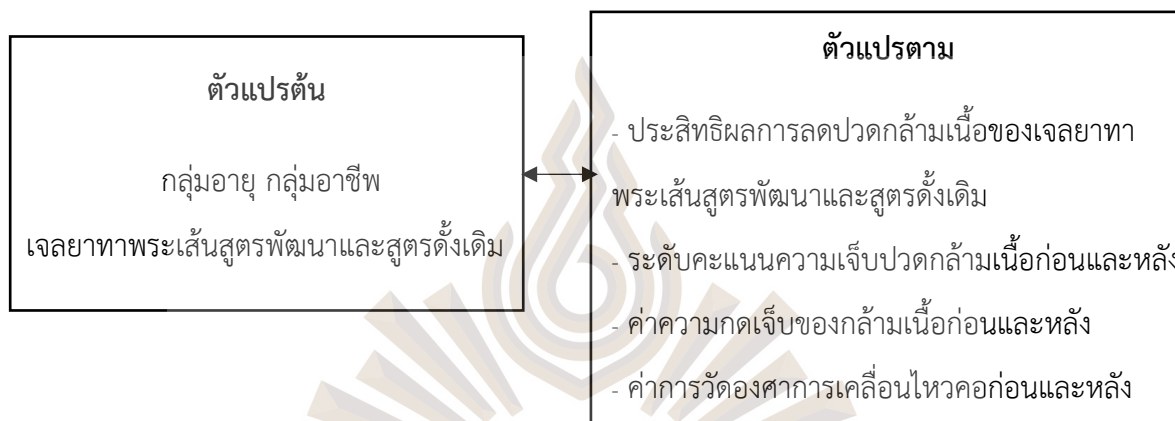 ตัวแปรต้น
กลุ่มอายุ กลุ่มอาชีพ
เจลยาทาพระเส้นสูตรพัฒนาและสูตรดั้งเดิม
ตัวแปรตาม
- ประสิทธิผลการลดปวดกล้ามเนื้อของเจลยาทา
พระเส้นสูตรพัฒนาและสูตรดั้งเดิม
- ระดับคะแนนความเจ็บปวดกล้ามเนื้อก่อนและหลัง
- ค่าความกดเจ็บของกล้ามเนื้อก่อนและหลัง
- ค่าการวัดองศาการเคลื่อนไหวคอก่อนและหลัง